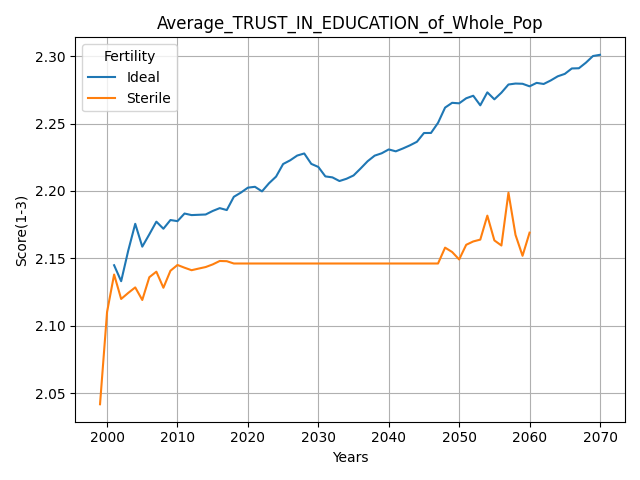 Average_TRUST_IN_EDUCATION_of_Whole_Pop
Fertility
Ideal
Sterile
Score(1-3)
2.30
2.25
2.20
2.15
2.10
2.05
2000 2010 2020 2030 2040 2050 2060 2070
Years